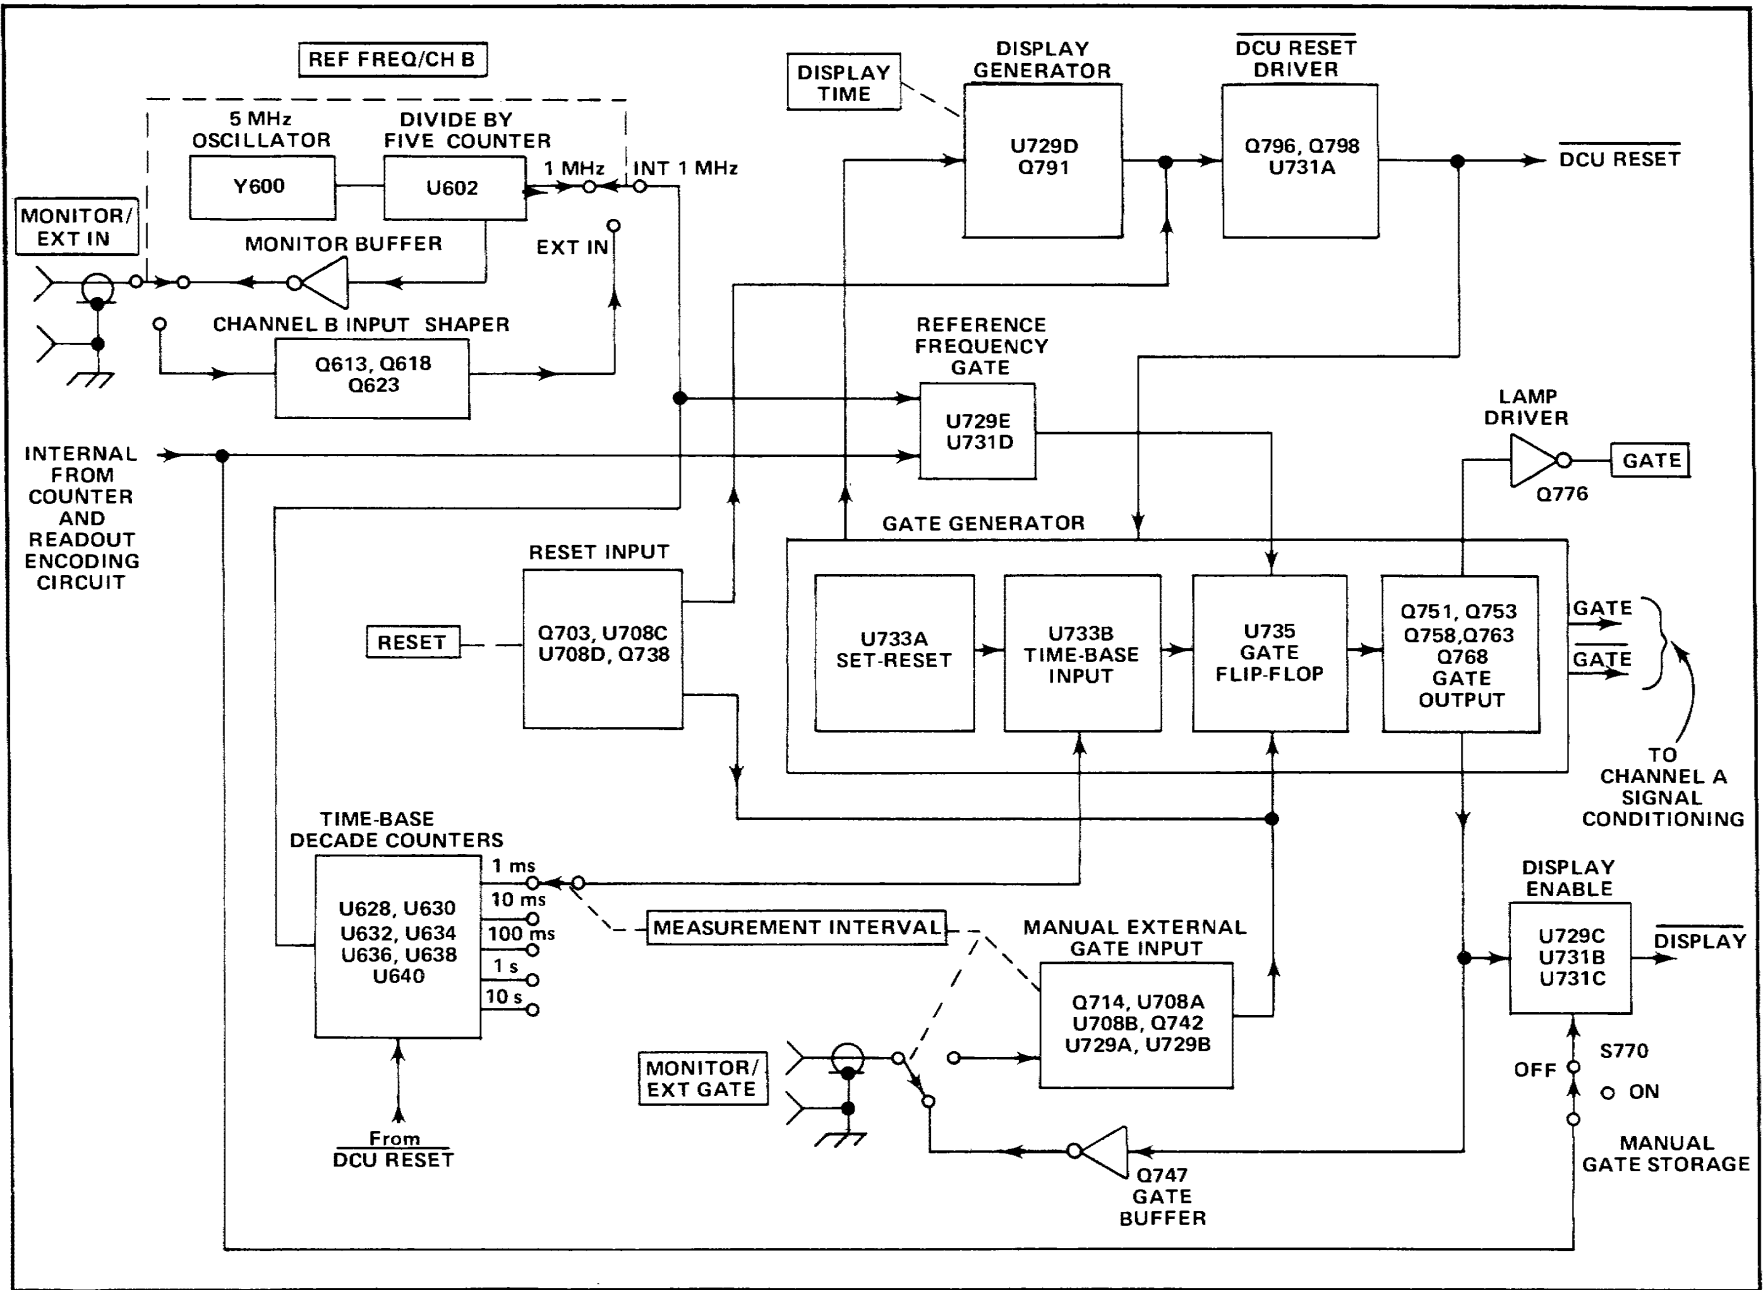 REF FREQ/CH B
5 MHz
OSCILLATOR
Y600
DIVIDE BY
FIVE COUNTER
U602
1 MHz
INT 1 MHz
MONITOR/
EXT IN
MONITOR BUFFER
EXT IN
CHANNEL B INPUT SHAPER
Q613, Q618
Q623
DISPLAY
TIME
DISPLAY
GENERATOR
U729D
Q791
DCU RESET
DRIVER
Q796, Q798
U731A
DCU RESET
REFERENCE
FREQUENCY
GATE
U729E
U731D
LAMP
DRIVER
Q776
GATE
INTERNAL
FROM
COUNTER
AND
READOUT
ENCODING
CIRCUIT
RESET INPUT
RESET
Q703, U708C
U708D, Q738
GATE GENERATOR
U733A
SET-RESET
U733B
TIME-BASE
INPUT
U735
GATE
FLIP-FLOP
Q751, Q753
Q758,Q763
Q768
GATE
OUTPUT
GATE
GATE
TO
CHANNEL A
SIGNAL
CONDITIONING
TIME-BASE
DECADE COUNTERS
U628, U630
U632, U634
U636, U638
U640
1 ms
10 ms
100 ms
1 s
10 s
From
DCU RESET
MEASUREMENT INTERVAL
MANUAL EXTERNAL
GATE INPUT
Q714, U708A
U708B, Q742
U729A, U729B
MONITOR/
EXT GATE
Q747
GATE
BUFFER
DISPLAY
ENABLE
U729C
U731B
U731C
DISPLAY
S770
OFF
ON
MANUAL
GATE STORAGE